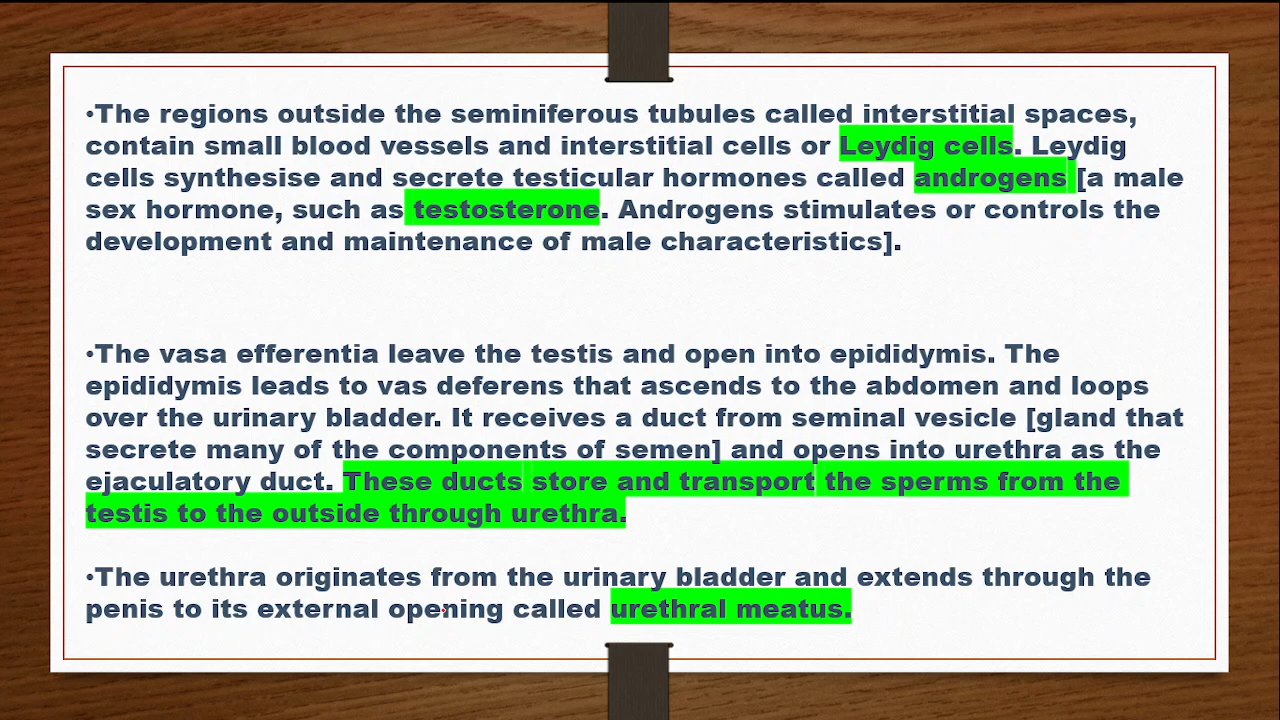 •The regions outside the seminiferous tubules called interstitial spaces,
contain small blood vessels and interstitial cells or Leydig cells. Leydig
cells synthesise and secrete testicular hormones called androgens [a male
sex hormone, such as testosterone. Androgens stimulates or controls the
development and maintenance of male characteristics].
•The vasa efferentia leave the testis and open into epididymis. The
epididymis leads to vas deferens that ascends to the abdomen and loops
over the urinary bladder. It receives a duct from seminal vesicle [gland that
secrete many of the components of semen] and opens into urethra as the
ejaculatory duct. These ducts store and transport the sperms from the
testis to the outside through urethra.
•The urethra originates from the urinary bladder and extends through the
penis to its external opening called urethral meatus.